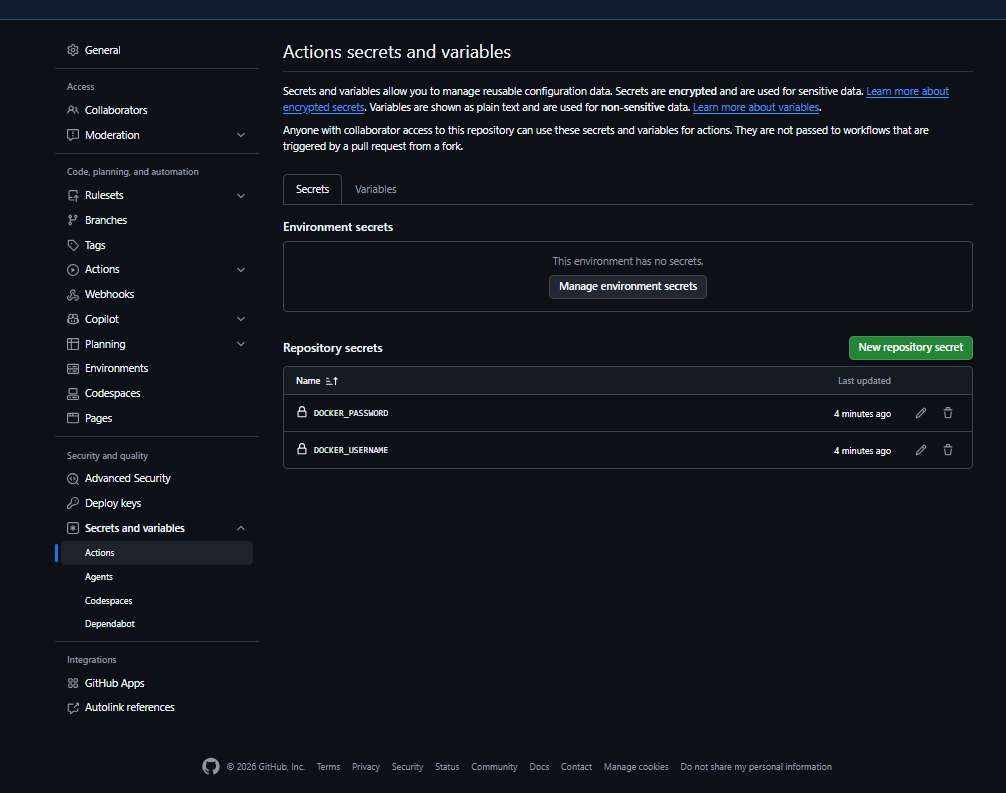 General
Access
Collaborators
Moderation
Code, planning, and automation
Rulesets
Branches
Tags
Actions
Webhooks
Copilot
Planning
Environments
Codespaces
Pages
Security and quality
Advanced Security
Deploy keys
Secrets and variables
Actions
Agents
Codespaces
Dependabot
Integrations
GitHub Apps
Autolink references
Actions secrets and variables
Secrets and variables allow you to manage reusable configuration data. Secrets are encrypted and are used for sensitive data. Learn more about
encrypted secrets. Variables are shown as plain text and are used for non-sensitive data. Learn more about variables.
Anyone with collaborator access to this repository can use these secrets and variables for actions. They are not passed to workflows that are
triggered by a pull request from a fork.
Secrets Variables
Environment secrets
This environment has no secrets.
Manage environment secrets
Repository secrets New repository secret
Name Last updated
DOCKER_PASSWORD 4 minutes ago
DOCKER_USERNAME 4 minutes ago
© 2026 GitHub, Inc. Terms Privacy Security Status Community Docs Contact Manage cookies Do not share my personal information